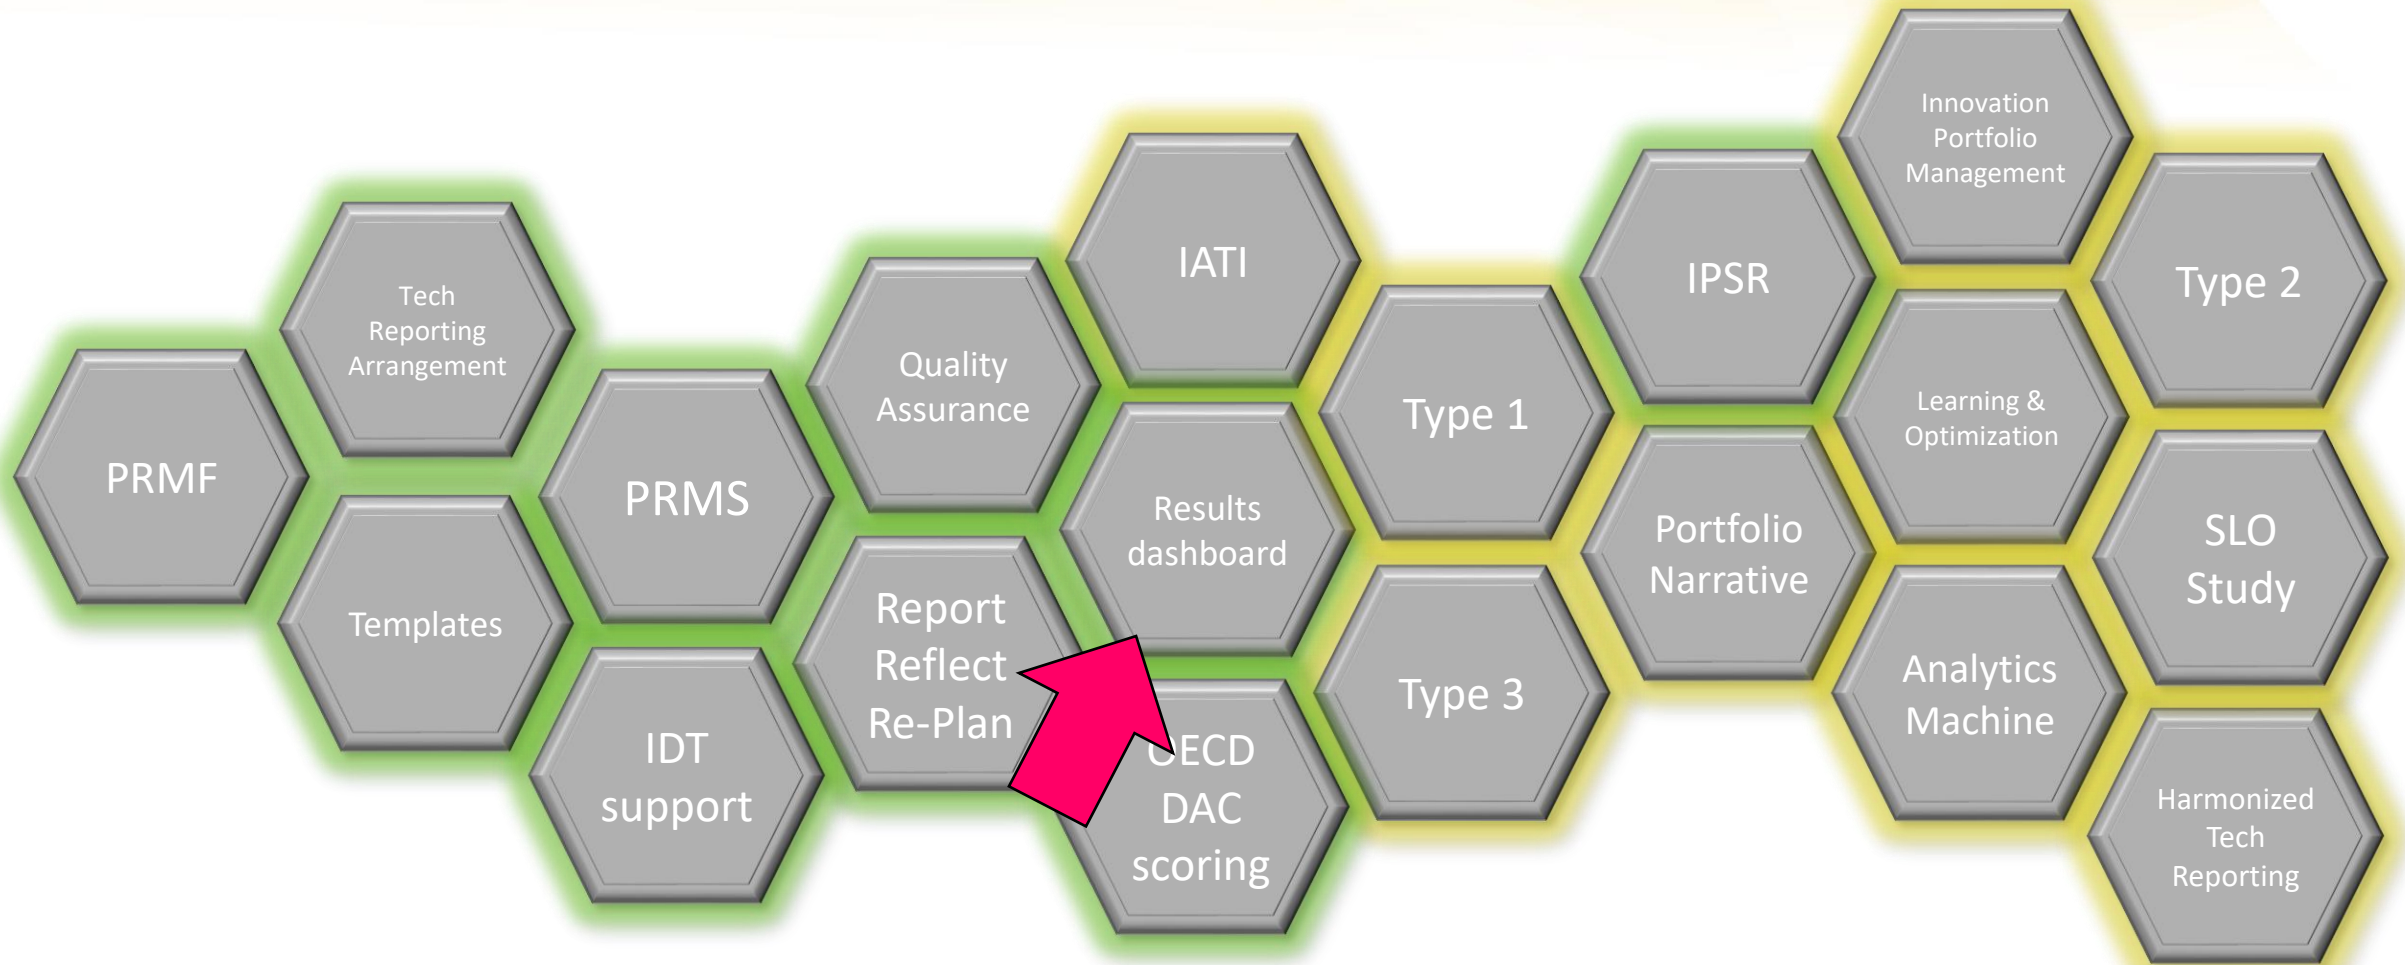 PRMF
Tech
Reporting
Arrangement
Templates
PRMS
IDT
support
Quality
Assurance
Report
Reflect
Re-Plan
IATI
Results
dashboard
OECD
DAC
scoring
Type 1
Type 3
IPSR
Portfolio
Narrative
Innovation
Portfolio
Management
Learning &
Optimization
Analytics
Machine
Type 2
SLO
Study
Harmonized
Tech
Reporting